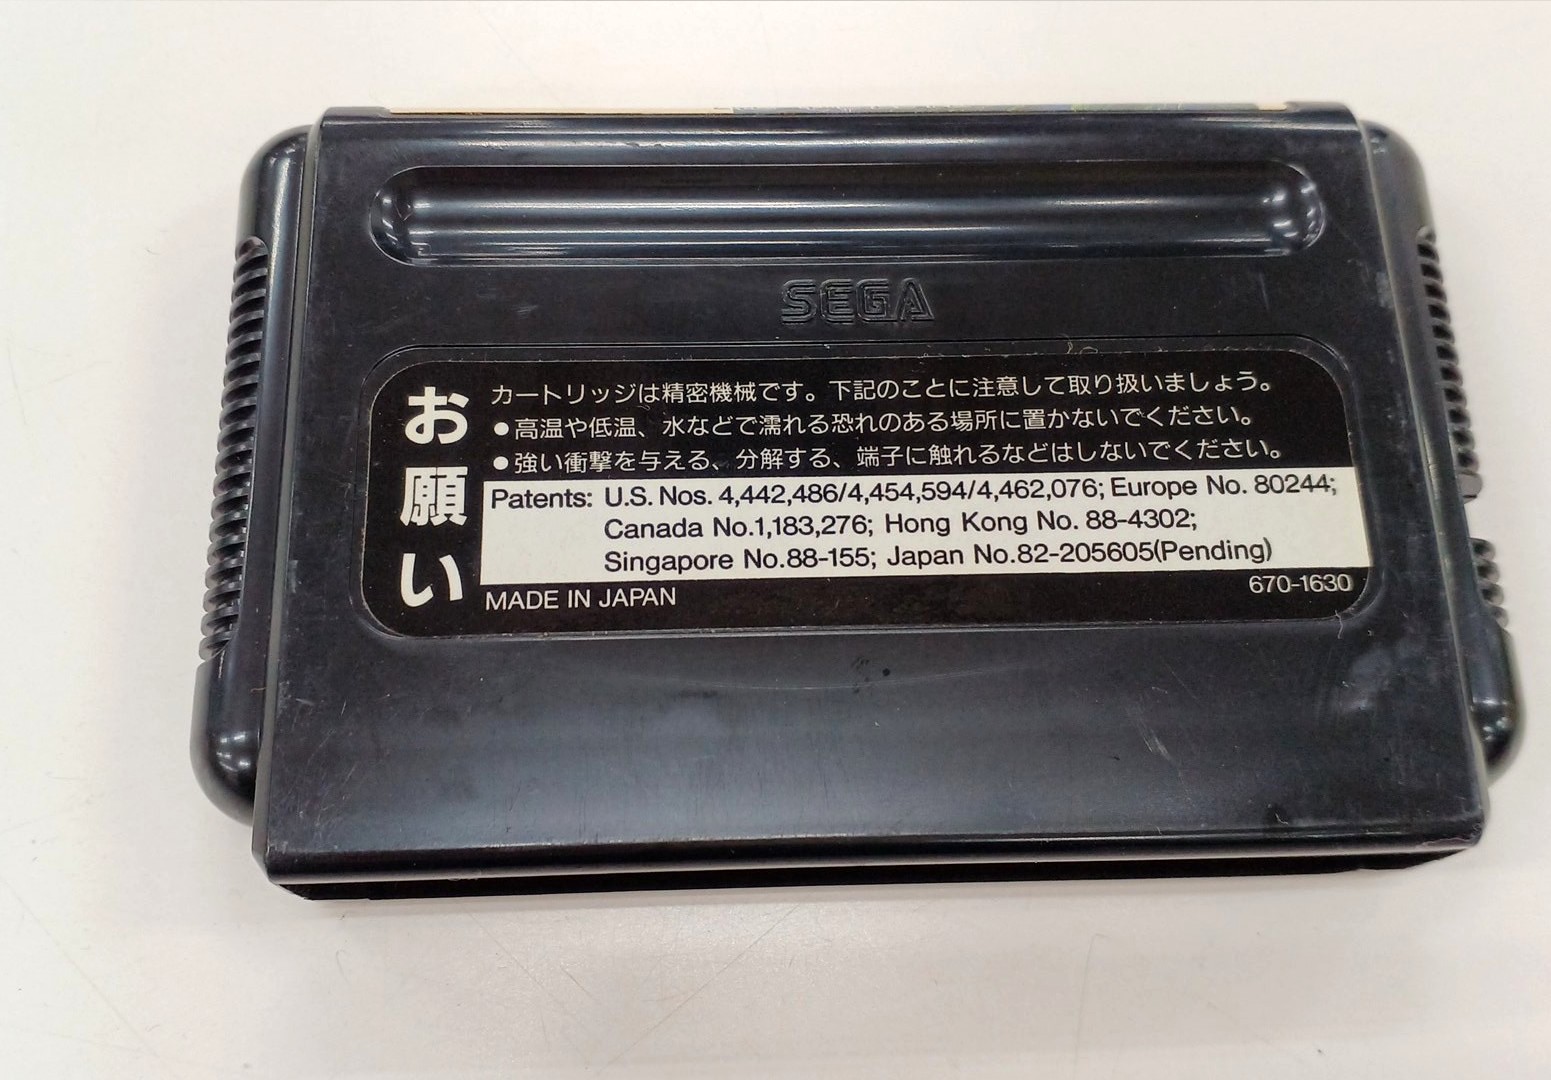 SEGA
お願い
カートリッジは精密機械です。下記のことに注意して取り扱いましょう。
●高温や低温、水などで濡れる恐れのある場所に置かないでください。
●強い衝撃を与える、分解する、端子に触れるなどはしないでください。
Patents: U.S. Nos. 4,442,486/4,454,594/4,462,076; Europe No. 80244;
Canada No.1,183,276; Hong Kong No. 88-4302;
Singapore No.88-155; Japan No.82-205605(Pending)
MADE IN JAPAN
670-1630